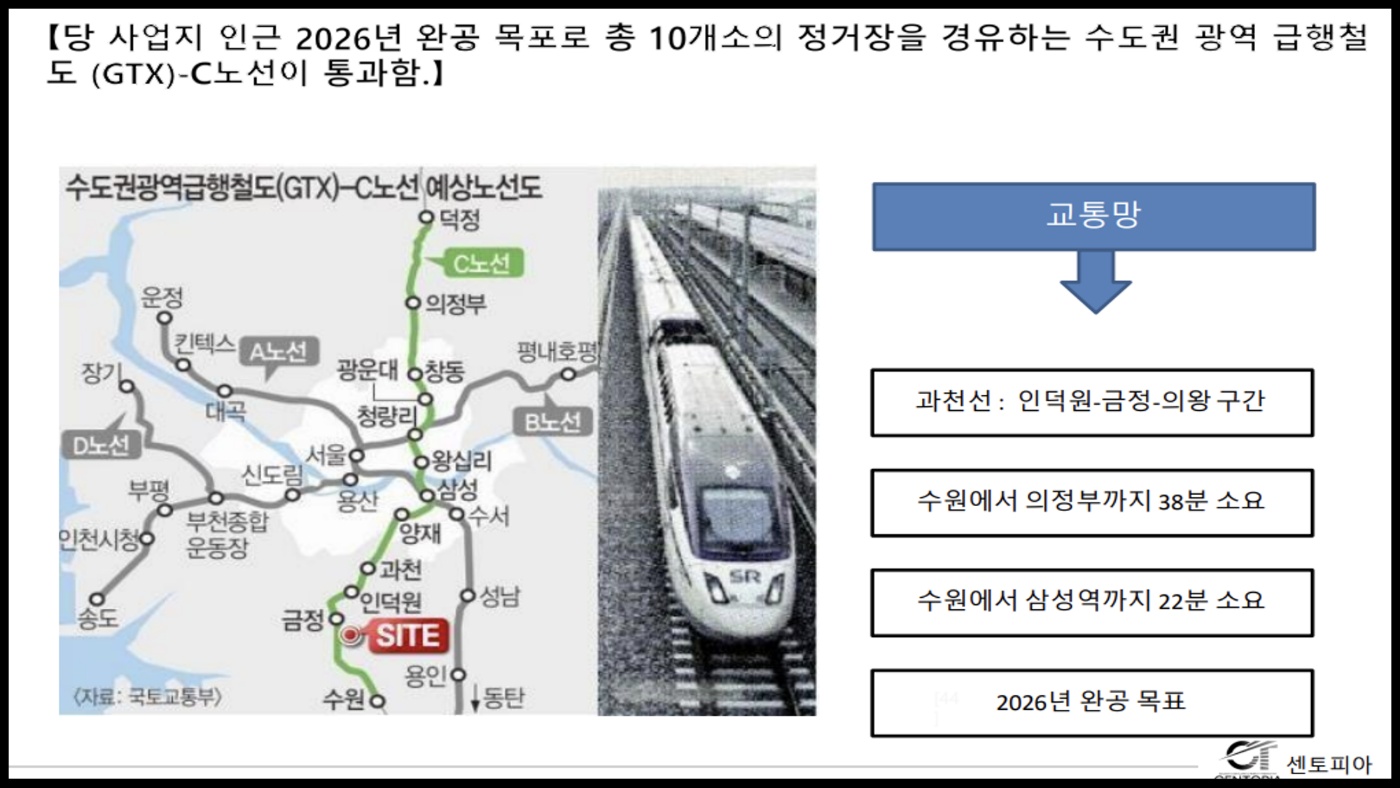 【당 사업지 인근 2026년 완공 목포로 총 10개소의 정거장을 경유하는 수도권 광역 급행철
도 (GTX)-C노선이 통과함.】
수도권광역급행철도(GTX)-C노선 예상노선도
덕정
C노선
운정
의정부
킨텍스
A노선
평내호평
장기
광운대
창동
대곡
청량리
B노선
D노선
서울
왕십리
신도림
부평
용산
삼성
부천종합
운동장
수서
인천시청
양재
과천
인덕원
성남
송도
금정
SITE
용인
〈자료: 국토교통부〉
수원
동탄
SR
교통망
과천선 : 인덕원-금정-의왕 구간
수원에서 의정부까지 38분 소요
수원에서 삼성역까지 22분 소요
44
2026년 완공 목표
CT
CENTOPIA
센토피아